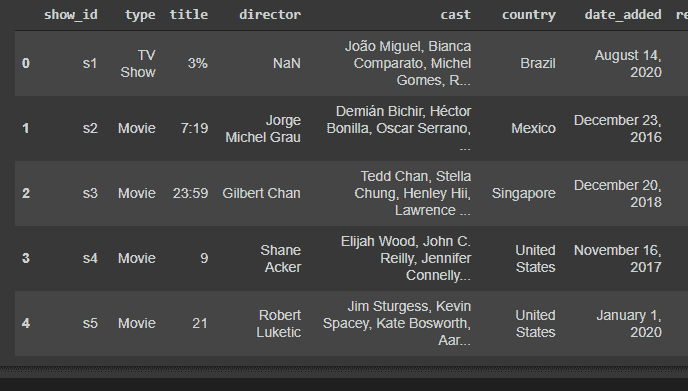 show_id type title director cast country date_added re
0 s1 TV Show 3% NaN João Miguel, Bianca Comparato, Michel Gomes, R... Brazil August 14, 2020
1 s2 Movie 7:19 Jorge Michel Grau Demián Bichir, Héctor Bonilla, Oscar Serrano, ... Mexico December 23, 2016
2 s3 Movie 23:59 Gilbert Chan Tedd Chan, Stella Chung, Henley Hii, Lawrence ... Singapore December 20, 2018
3 s4 Movie 9 Shane Acker Elijah Wood, John C. Reilly, Jennifer Connelly... United States November 16, 2017
4 s5 Movie 21 Robert Luketic Jim Sturgess, Kevin Spacey, Kate Bosworth, Aar... United States January 1, 2020